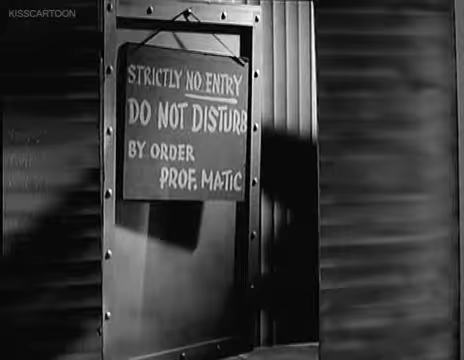 KISSCARTOON
STRICTLY NO ENTRY
DO NOT DISTURB
BY ORDER
PROF. MATIC